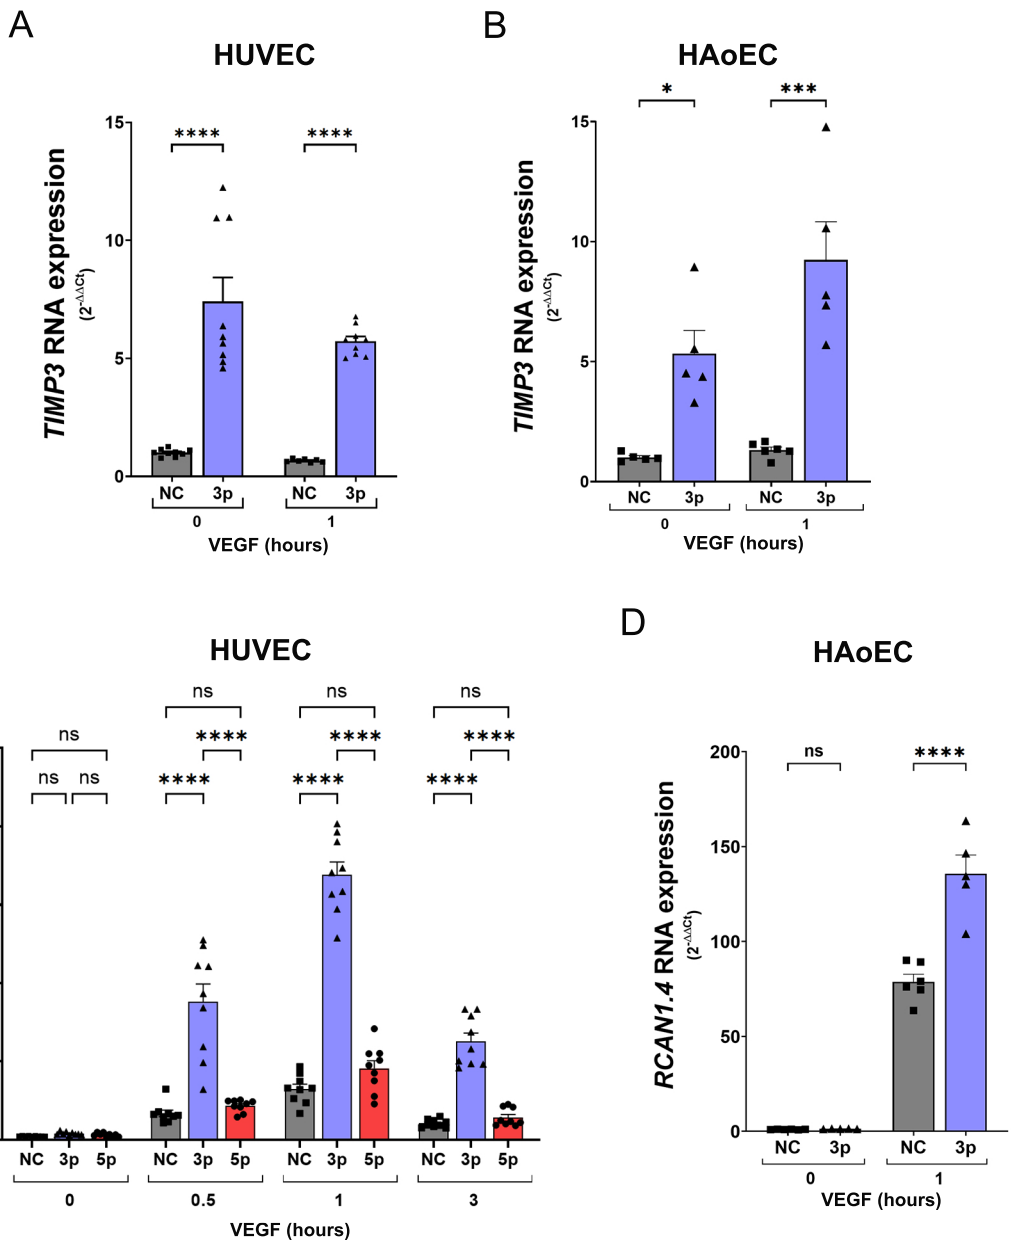 A
HUVEC
TIMP3 RNA expression
(2-ΔΔCt)
15
10
5
0
****
****
NC 3p NC 3p
0 1
VEGF (hours)
B
HAoEC
TIMP3 RNA expression
(2-ΔΔCt)
15
10
5
0
*
***
NC 3p NC 3p
0 1
VEGF (hours)
HUVEC
ns ns ns
ns **** **** ****
ns ns **** **** ****
NC 3p 5p NC 3p 5p NC 3p 5p NC 3p 5p
0 0.5 1 3
VEGF (hours)
D
HAoEC
RCAN1.4 RNA expression
(2-ΔΔCt)
200
150
100
50
0
ns
****
NC 3p NC 3p
0 1
VEGF (hours)